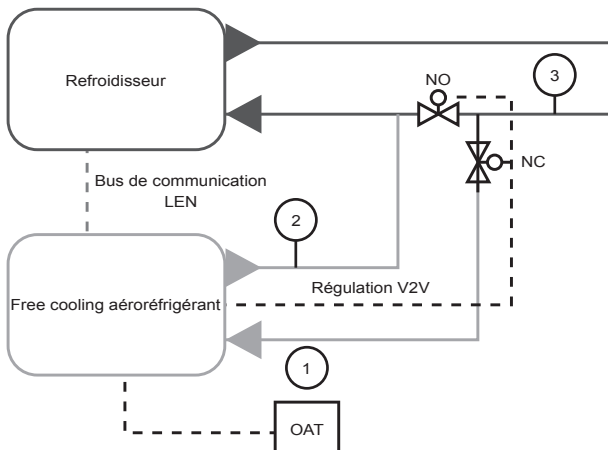 Refroidisseur
NO
3
Bus de communication
LEN
NC
2
Free cooling aéroréfrigérant
Régulation V2V
1
OAT